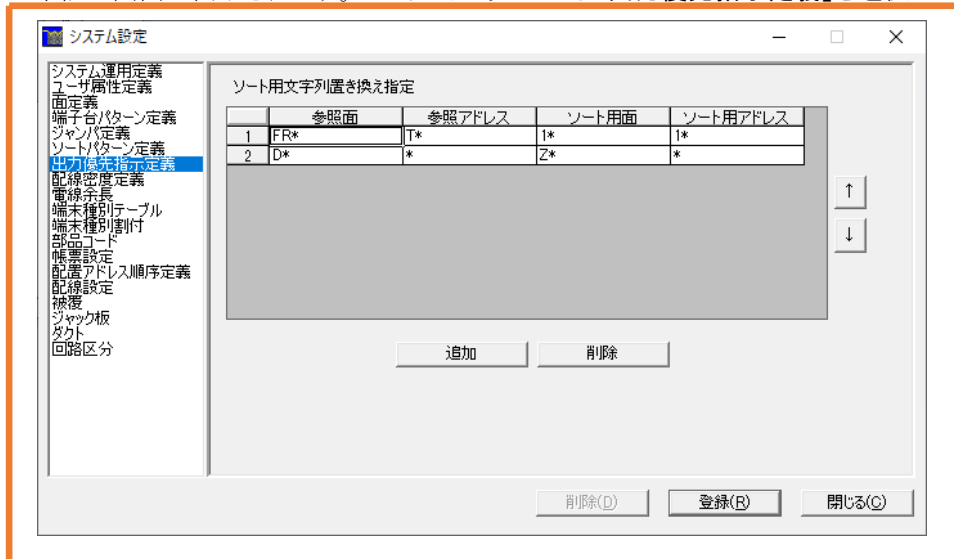 システム設定
システム運用定義
ユーザ属性定義
面定義
端子台パターン定義
ジャンパ定義
ソートパターン定義
出力優先指示定義
配線密度定義
電線余長
端末種別テーブル
端末種別割付
部品コード
帳票設定
配置アドレス順序定義
配線設定
被覆
ジャック板
ダクト
回路区分
ソート用文字列置き換え指定
参照面 参照アドレス ソート用面 ソート用アドレス
1 FR* T* 1* 1*
2 D* * Z* *
↑
↓
追加 削除
削除(D) 登録(R) 閉じる(C)